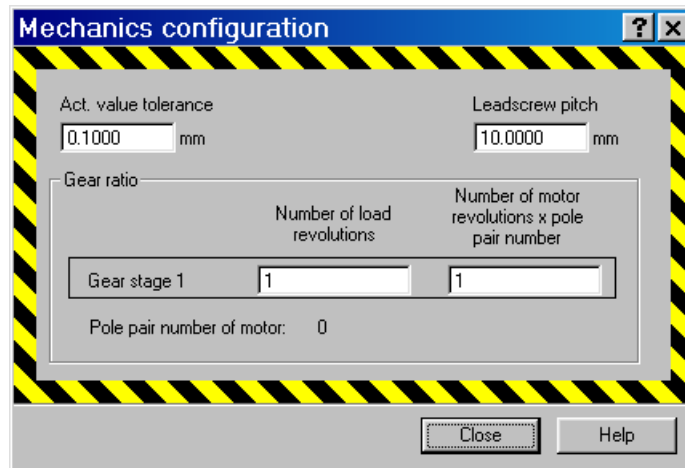 Mechanics configuration
Act. value tolerance
Leadscrew pitch
0.1000 mm
10.0000 mm
Gear ratio
Number of load
revolutions
Number of motor
revolutions x pole
pair number
Gear stage 1
1
1
Pole pair number of motor: 0
Close
Help